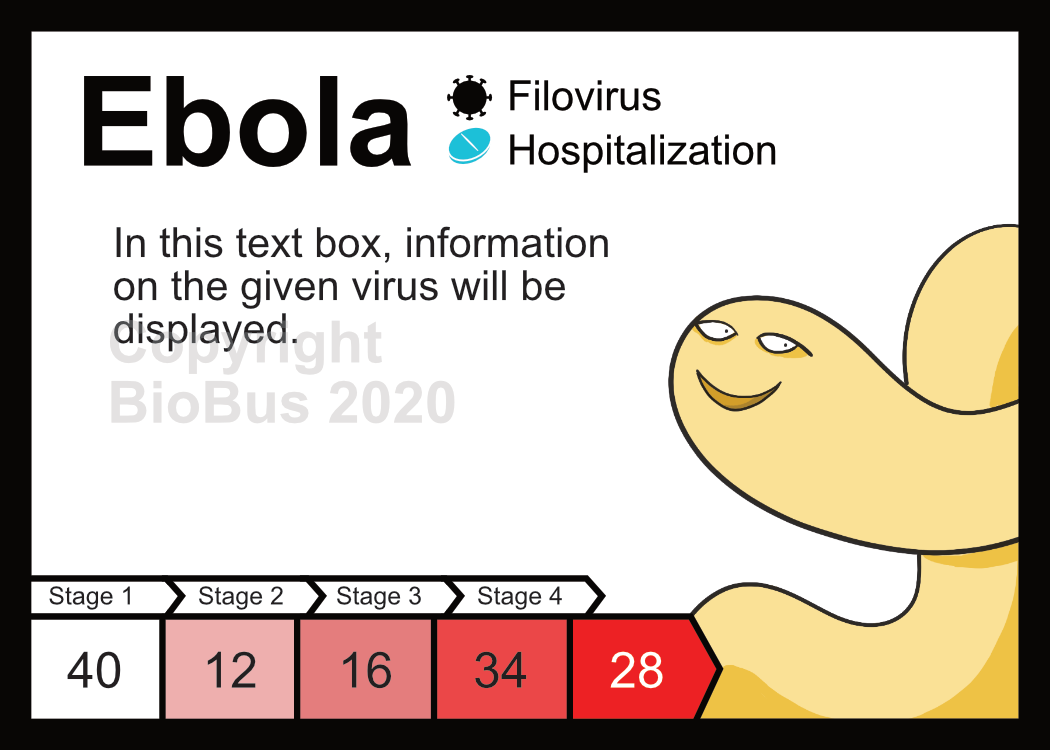 Ebola
Filovirus
Hospitalization
In this text box, information
on the given virus will be
displayed.
Copyright
BioBus 2020
Stage 1
Stage 2
Stage 3
Stage 4
40
12
16
34
28